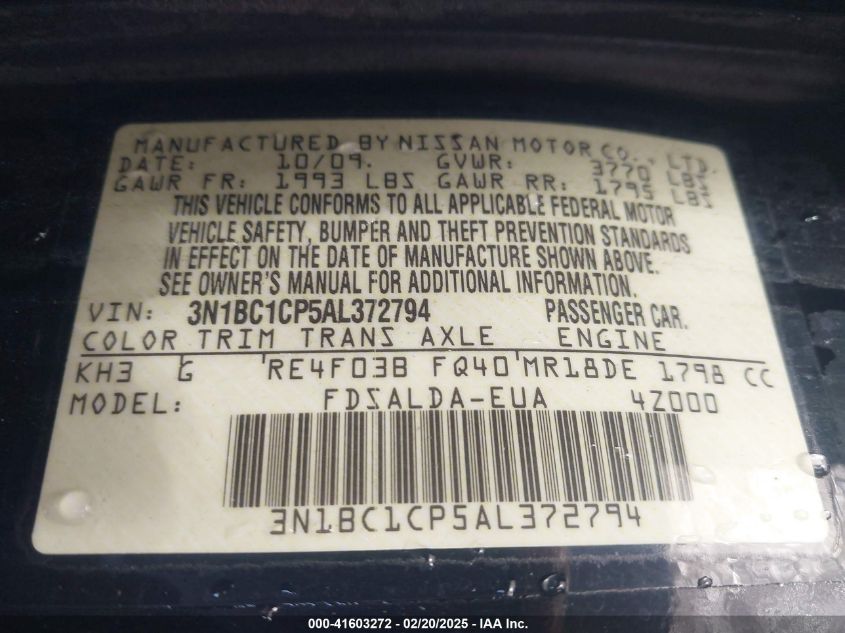 MANUFACTURED BY NISSAN MOTOR CO., LTD.
DATE: 10/09. GVWR: 3770 LBS
GAWR FR: 1993 LBS GAWR RR: 1795 LBS
THIS VEHICLE CONFORMS TO ALL APPLICABLE FEDERAL MOTOR
VEHICLE SAFETY, BUMPER AND THEFT PREVENTION STANDARDS
IN EFFECT ON THE DATE OF MANUFACTURE SHOWN ABOVE.
SEE OWNER'S MANUAL FOR ADDITIONAL INFORMATION.
VIN: 3N1BC1CP5AL372794 PASSENGER CAR.
COLOR TRIM TRANS AXLE ENGINE
KH3 G RE4F03B FQ40 MR18DE 1798 CC
MODEL: FDSALDA-EUA 4Z000
3N1BC1CP5AL372794
000-41603272 - 02/20/2025 - IAA Inc.